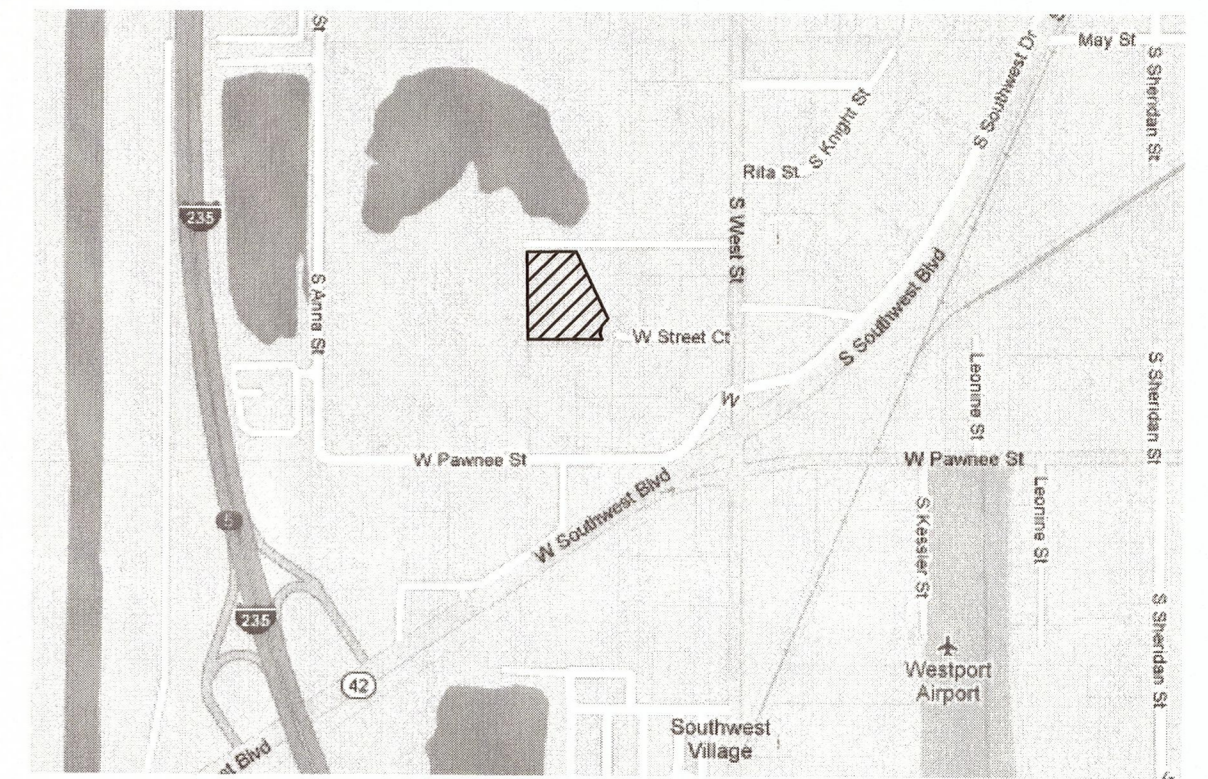 St
May St
S Southwest Dr
S Sheridan St
S Knight St
Rita St
235
S West St
S Anna St
S Southwest Blvd
W Street Ct
W
Leonine St
S Sheridan St
W Pawnee St
W Pawnee St
W Southwest Blvd
S Kessler St
Leonine St
235
S Sheridan St
42
Westport
Airport
Southwest
Village
Blvd